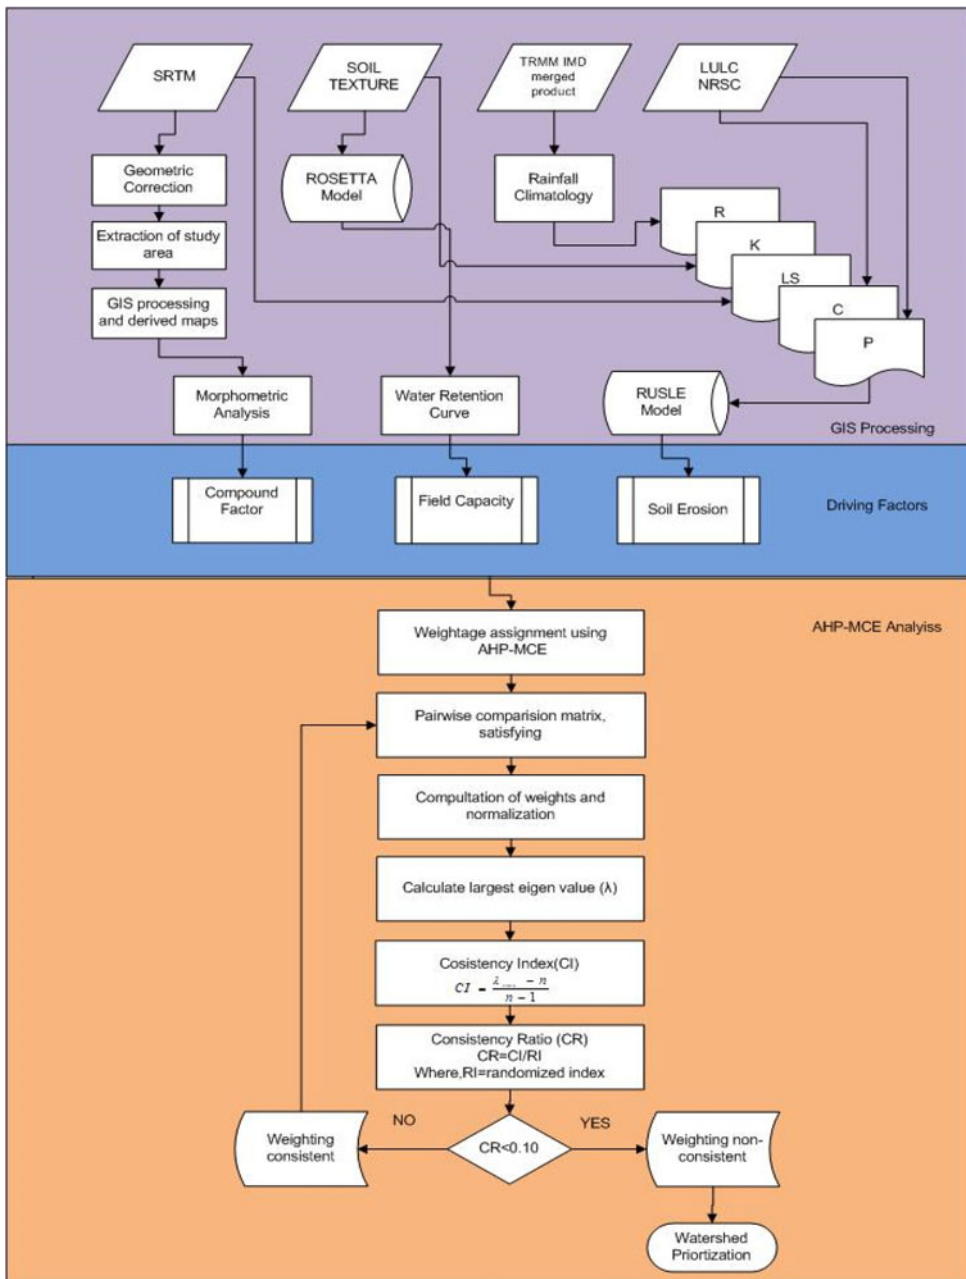 SRTM
SOIL
TEXTURE
TRMM IMD
merged
product
LULC
NRSC
Geometric
Correction
ROSETTA
Model
Rainfall
Climatology
R
K
LS
C
P
Extraction of study
area
GIS processing
and derived maps
Morphometric
Analysis
Water Retention
Curve
RUSLE
Model
GIS Processing
Compound
Factor
Field Capacity
Soil Erosion
Driving Factors
AHP-MCE Analyiss
Weightage assignment using
AHP-MCE
Pairwise comparision matrix,
satisfying
Compultation of weights and
normalization
Calculate largest eigen value (λ)
Cosistency Index(CI)
CI = (λ - n) / (n - 1)
Consistency Ratio (CR)
CR=CI/RI
Where,RI=randomized index
NO
YES
Weighting
consistent
CR<0.10
Weighting non-
consistent
Watershed
Priortization